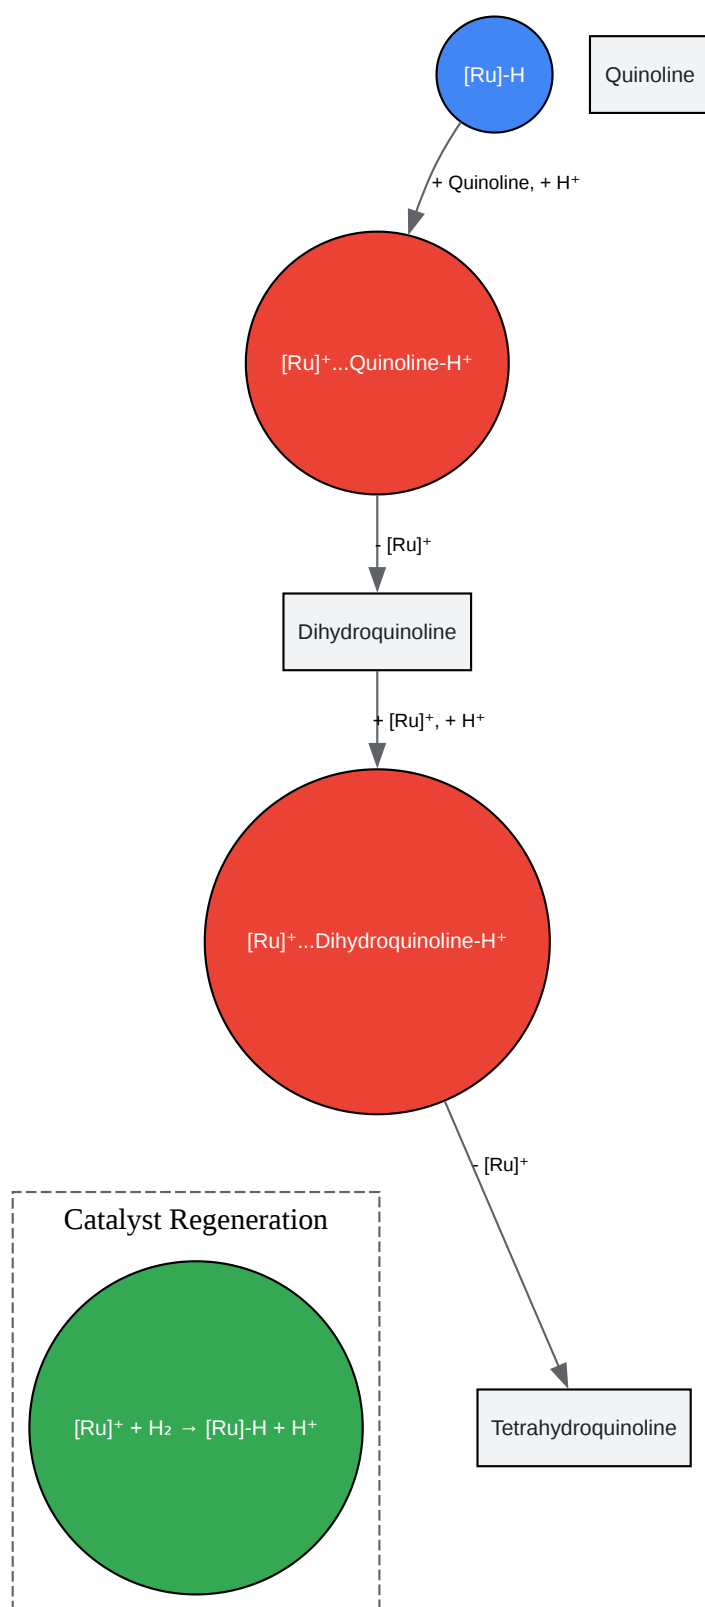 [Ru]-H
Quinoline
+ Quinoline, + H⁺
[Ru]⁺...Quinoline-H⁺
- [Ru]⁺
Dihydroquinoline
+ [Ru]⁺, + H⁺
[Ru]⁺...Dihydroquinoline-H⁺
- [Ru]⁺
Catalyst Regeneration
[Ru]⁺ + H₂ → [Ru]-H + H⁺
Tetrahydroquinoline